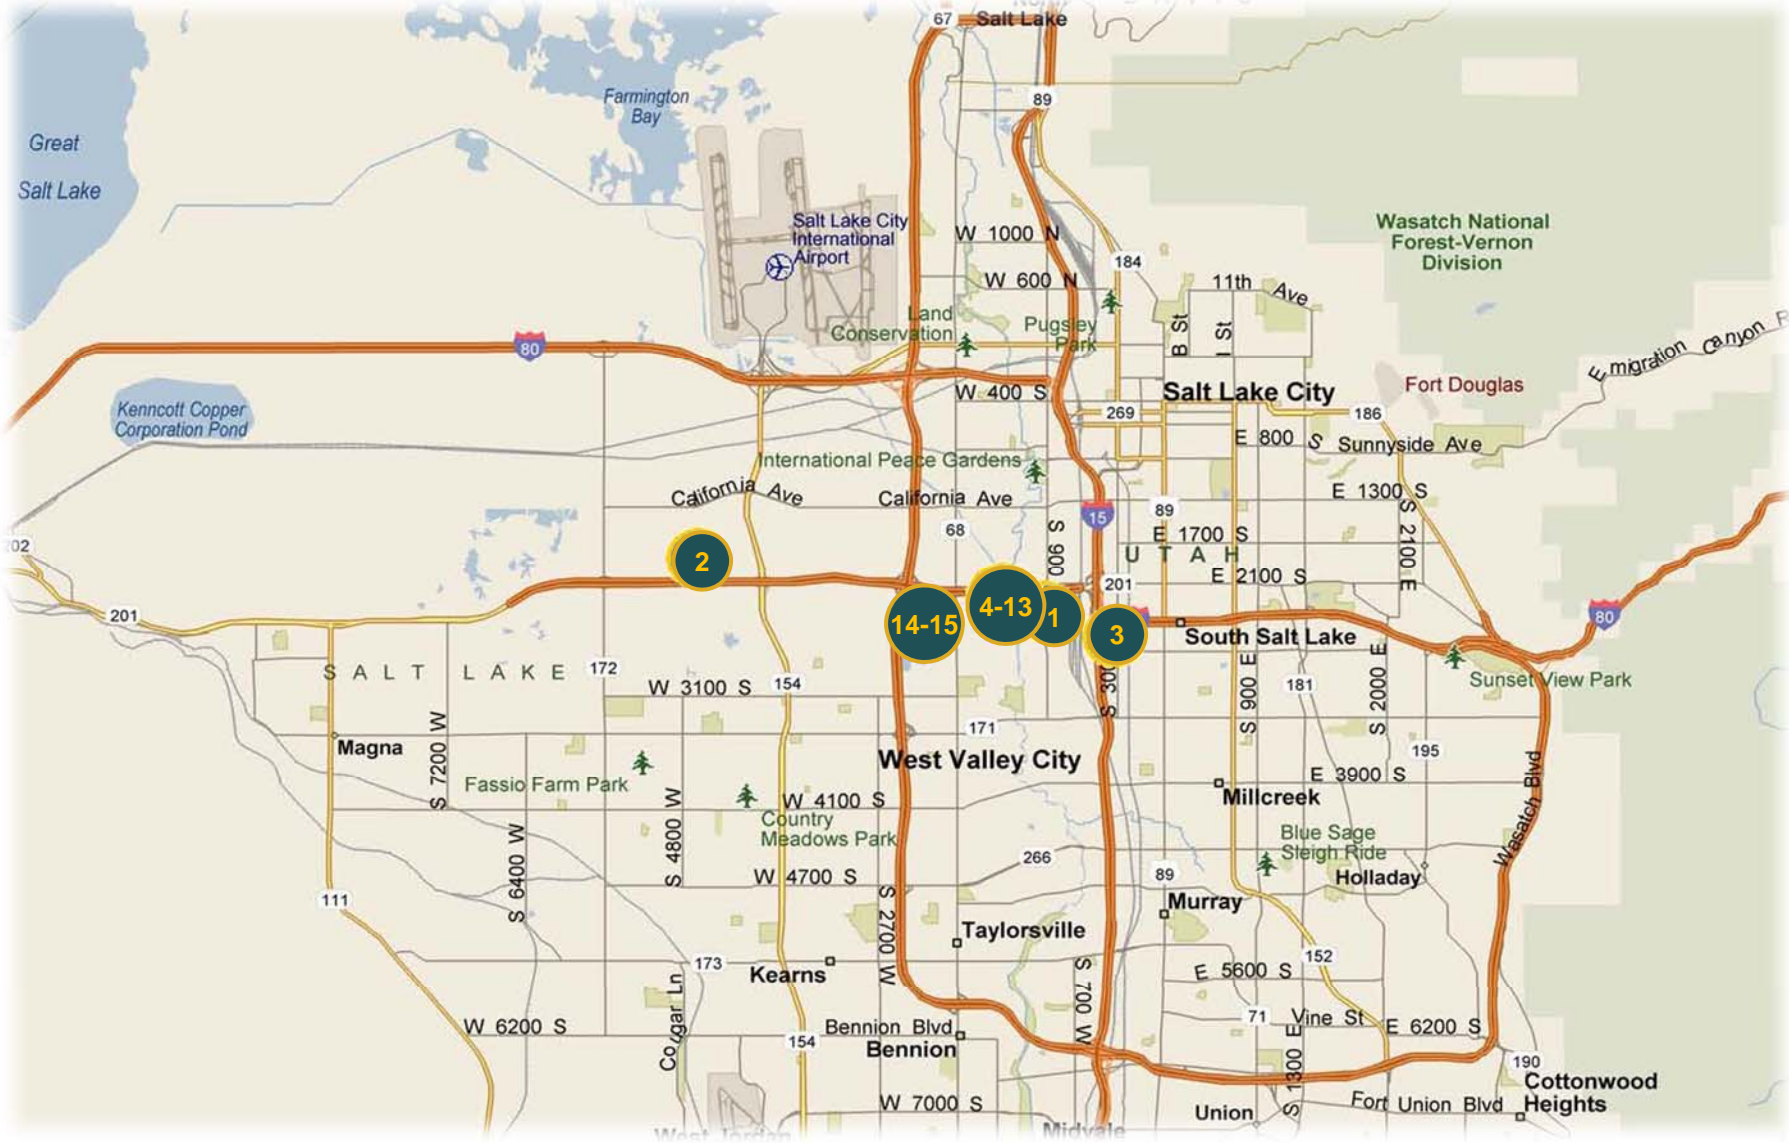 67
Salt Lake
Farmington
Bay
89
Great
Salt Lake
Salt Lake City
International
Airport
W 1000 N
Wasatch National
Forest-Vernon
Division
184
W 600 N
11th Ave
Land
Conservation
Pugsley
Park
B St
I St
80
Emigration Canyon
W 400 S
Salt Lake City
Fort Douglas
Kenncott Copper
Corporation Pond
269
186
E 800 S
Sunnyside Ave
International Peace Gardens
California Ave
California Ave
E 1300 S
89
15
68
S 900
E 1700 S
S 2100 E
202
UTAH
2
E 2100 S
201
201
80
4-13
1
14-15
3
South Salt Lake
SALT LAKE
172
154
W 3100 S
S 300
S 900 E
181
S 2000 E
Sunset View Park
171
195
Magna
S 7200 W
West Valley City
Fassio Farm Park
E 3900 S
Millcreek
Wasatch Blvd
W 4100 S
S 4800 W
Country
Meadows Park
Blue Sage
Sleigh Ride
266
S 6400 W
W 4700 S
89
Holladay
111
S 2700 W
Murray
Taylorsville
173
Kearns
S 700 W
152
E 5600 S
Cougar Ln
W 6200 S
Bennion Blvd
71
Vine St
E 6200 S
154
Bennion
S 1300 E
190
Cottonwood
Heights
W 7000 S
Union
Fort Union Blvd
West Jordan
Midvale